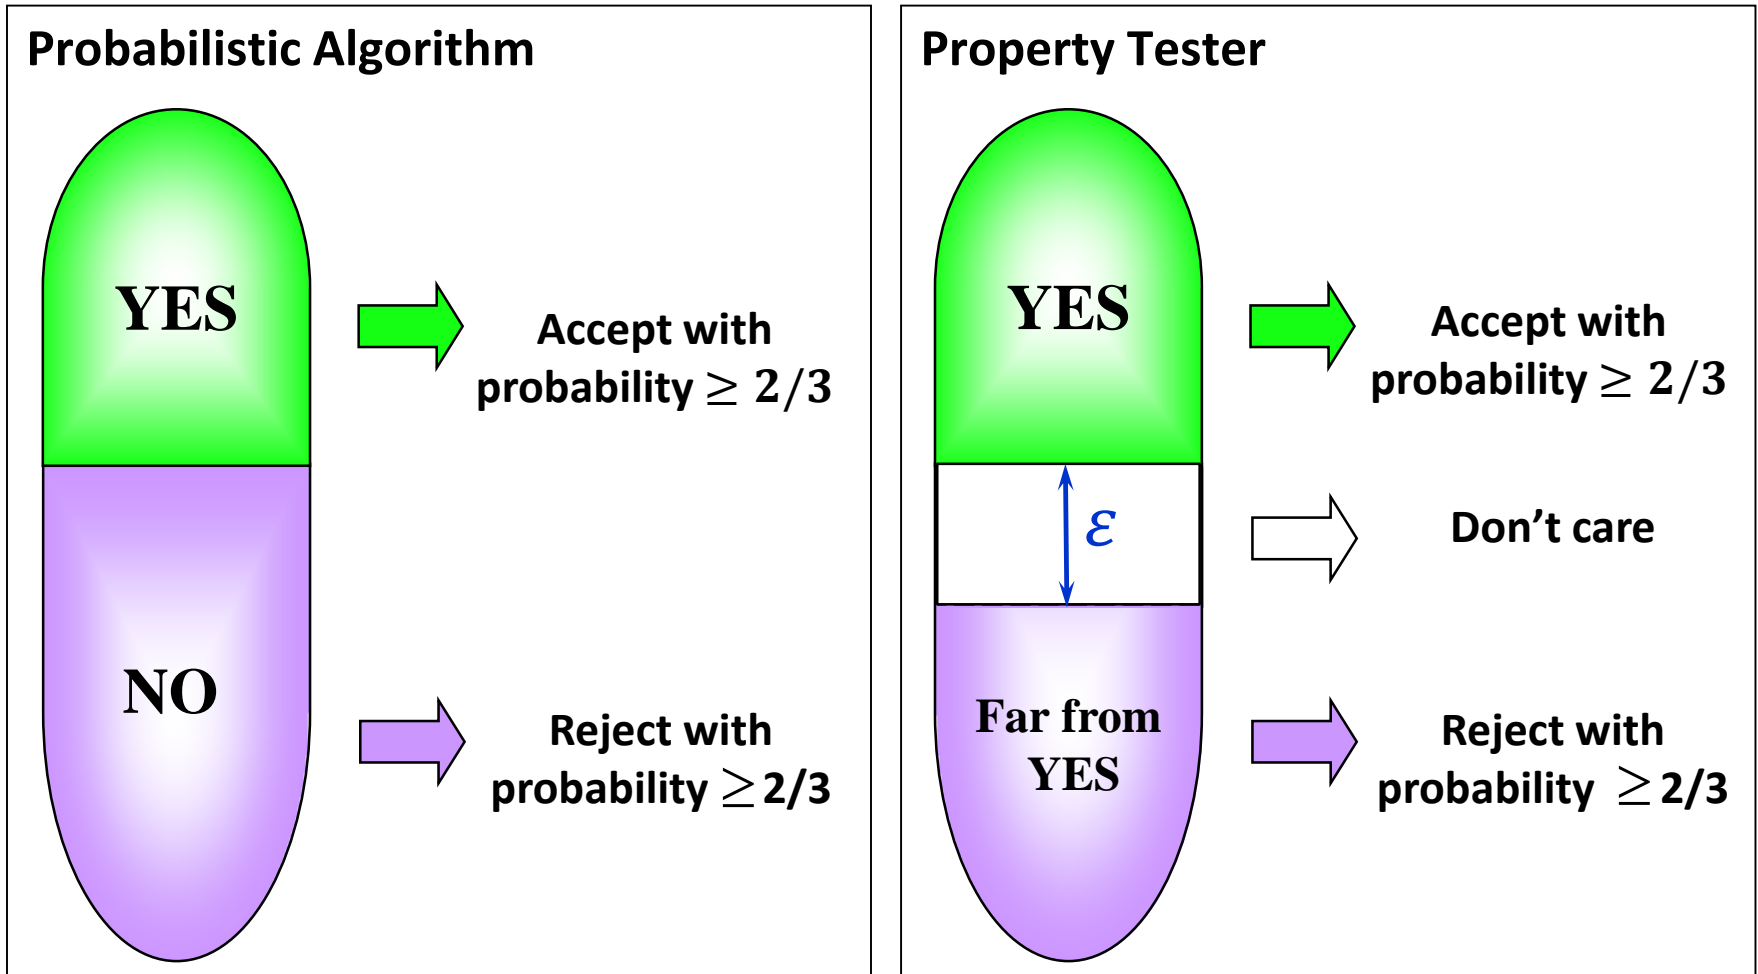 Probabilistic Algorithm
YES
Accept with
probability ≥ 2/3
NO
Reject with
probability ≥2/3
Property Tester
YES
Accept with
probability ≥ 2/3
ε
Don’t care
Far from
YES
Reject with
probability ≥2/3